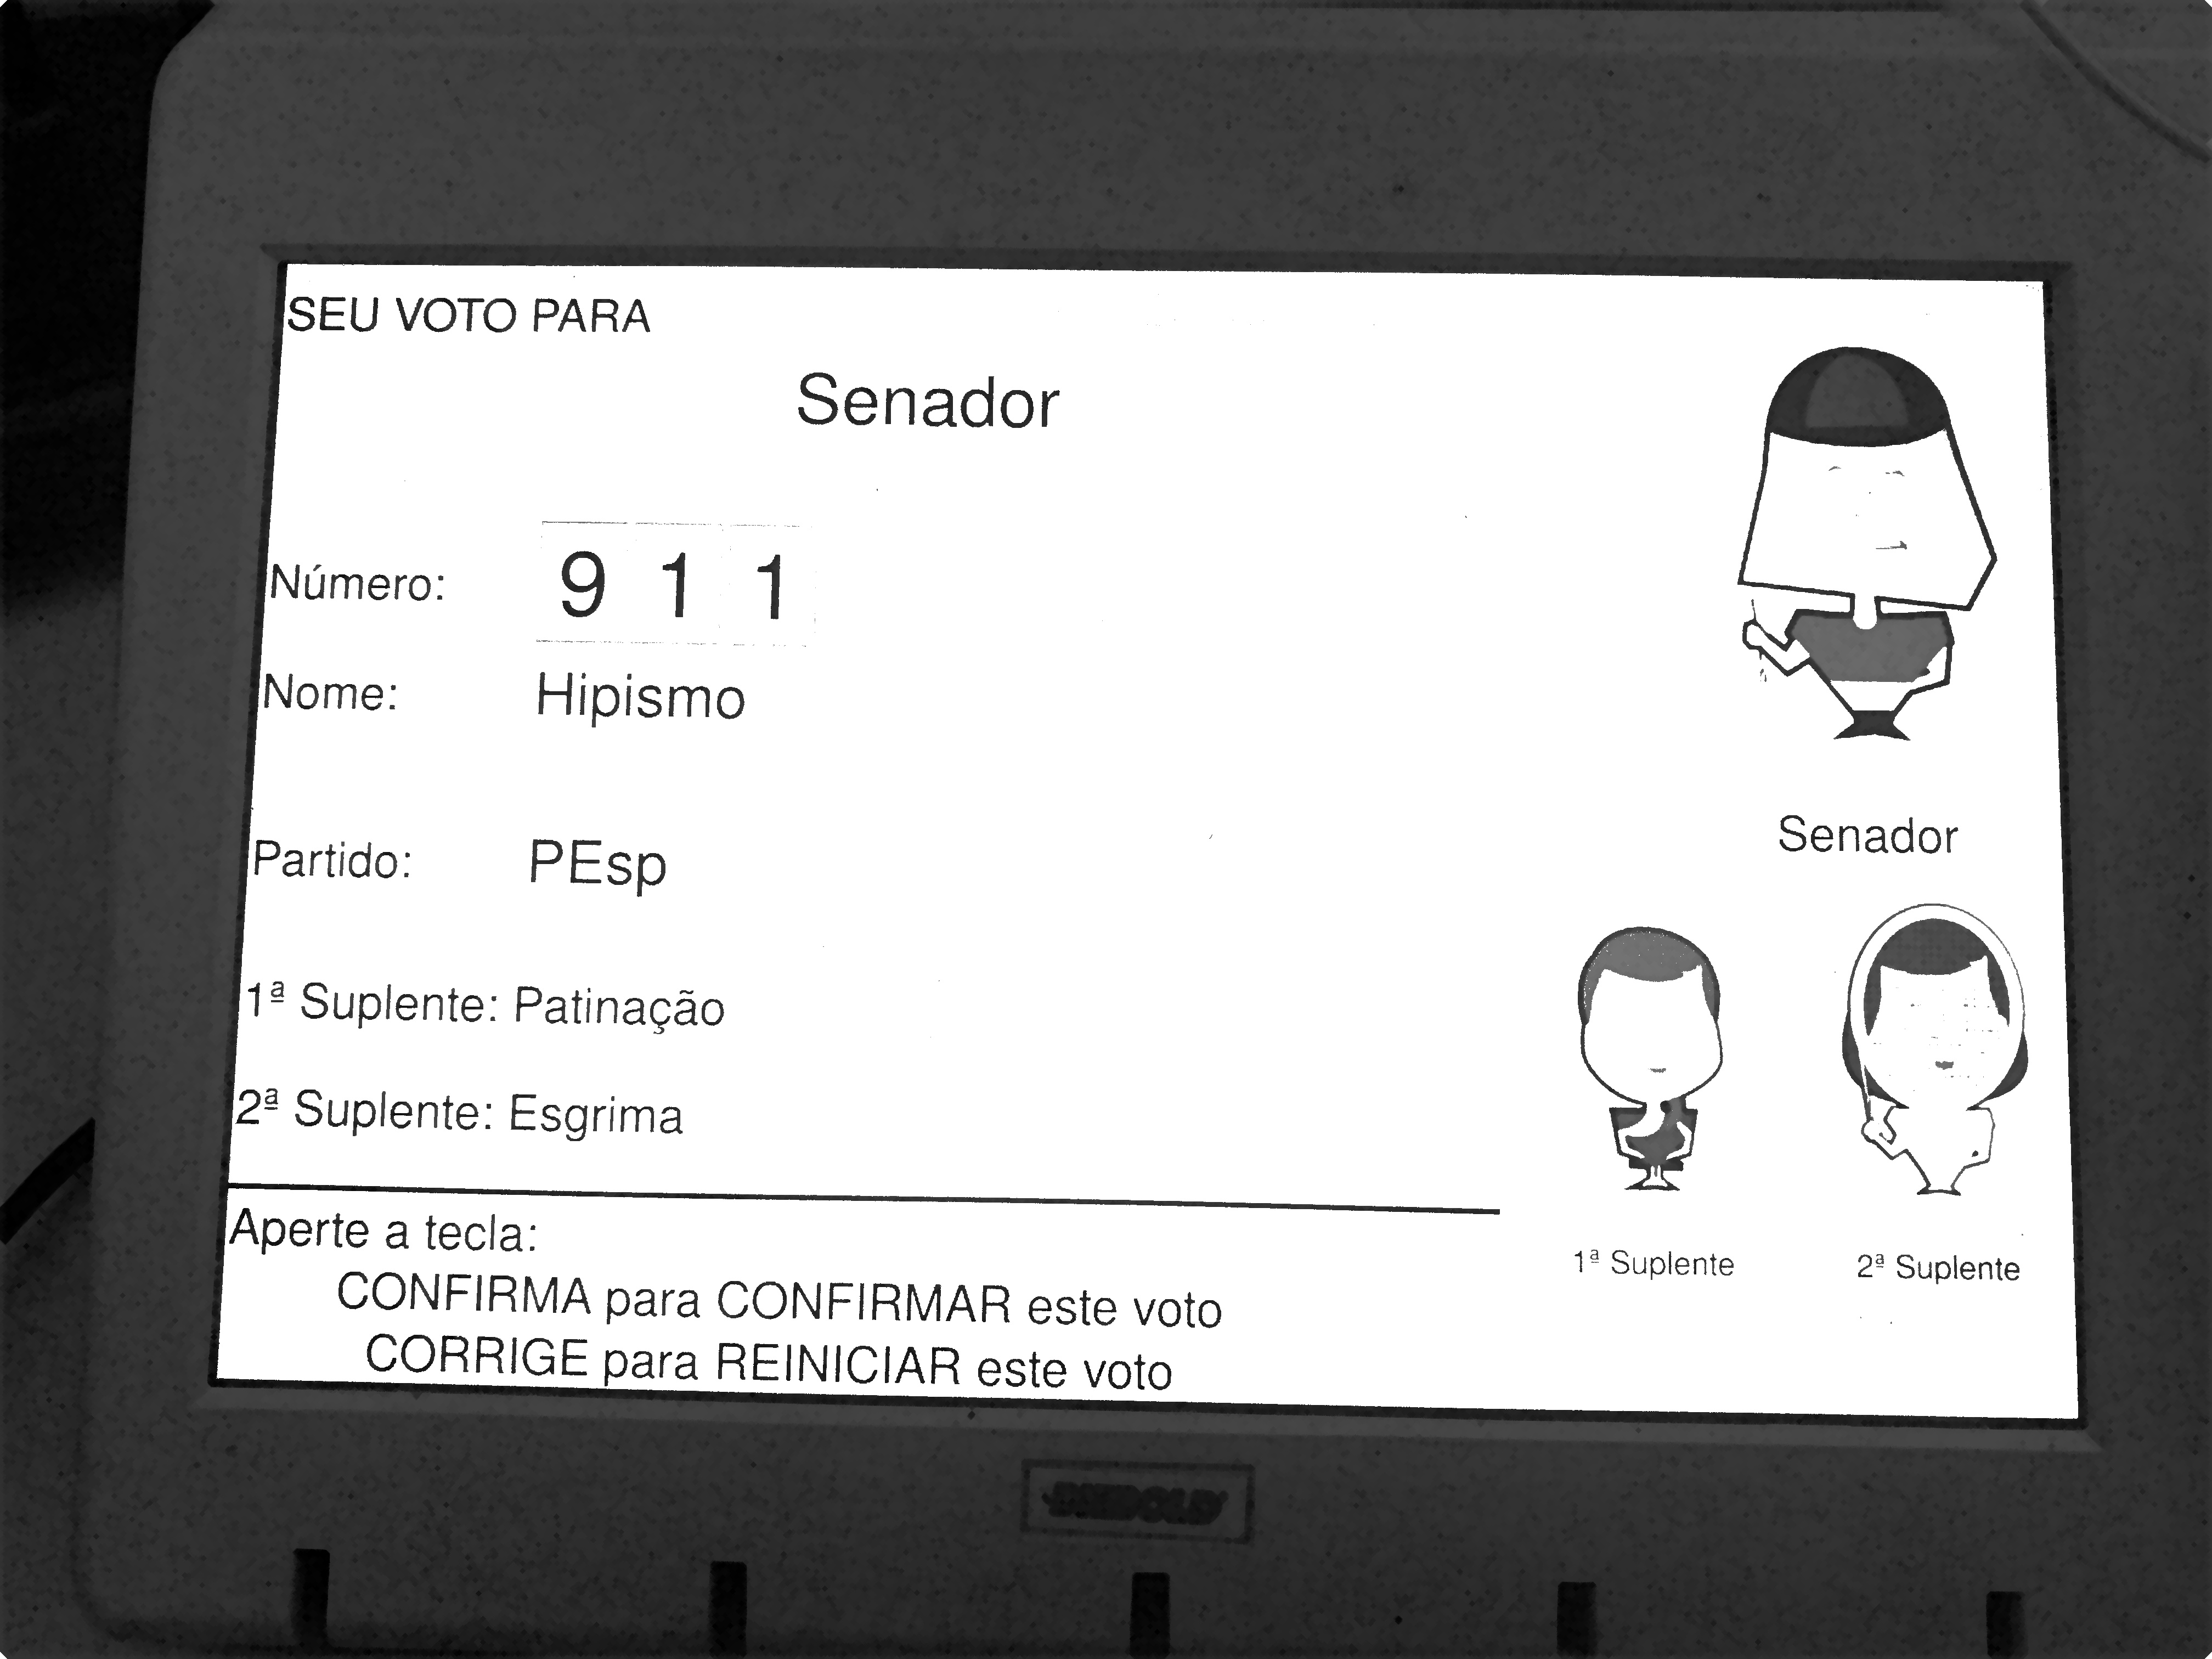 SEU VOTO PARA
Senador
Número: 9 1 1
Nome: Hipismo
Partido: PEsp
Senador
1ª Suplente: Patinação
2ª Suplente: Esgrima
1ª Suplente 2ª Suplente
Aperte a tecla:
CONFIRMA para CONFIRMAR este voto
CORRIGE para REINICIAR este voto
DIEBOLD